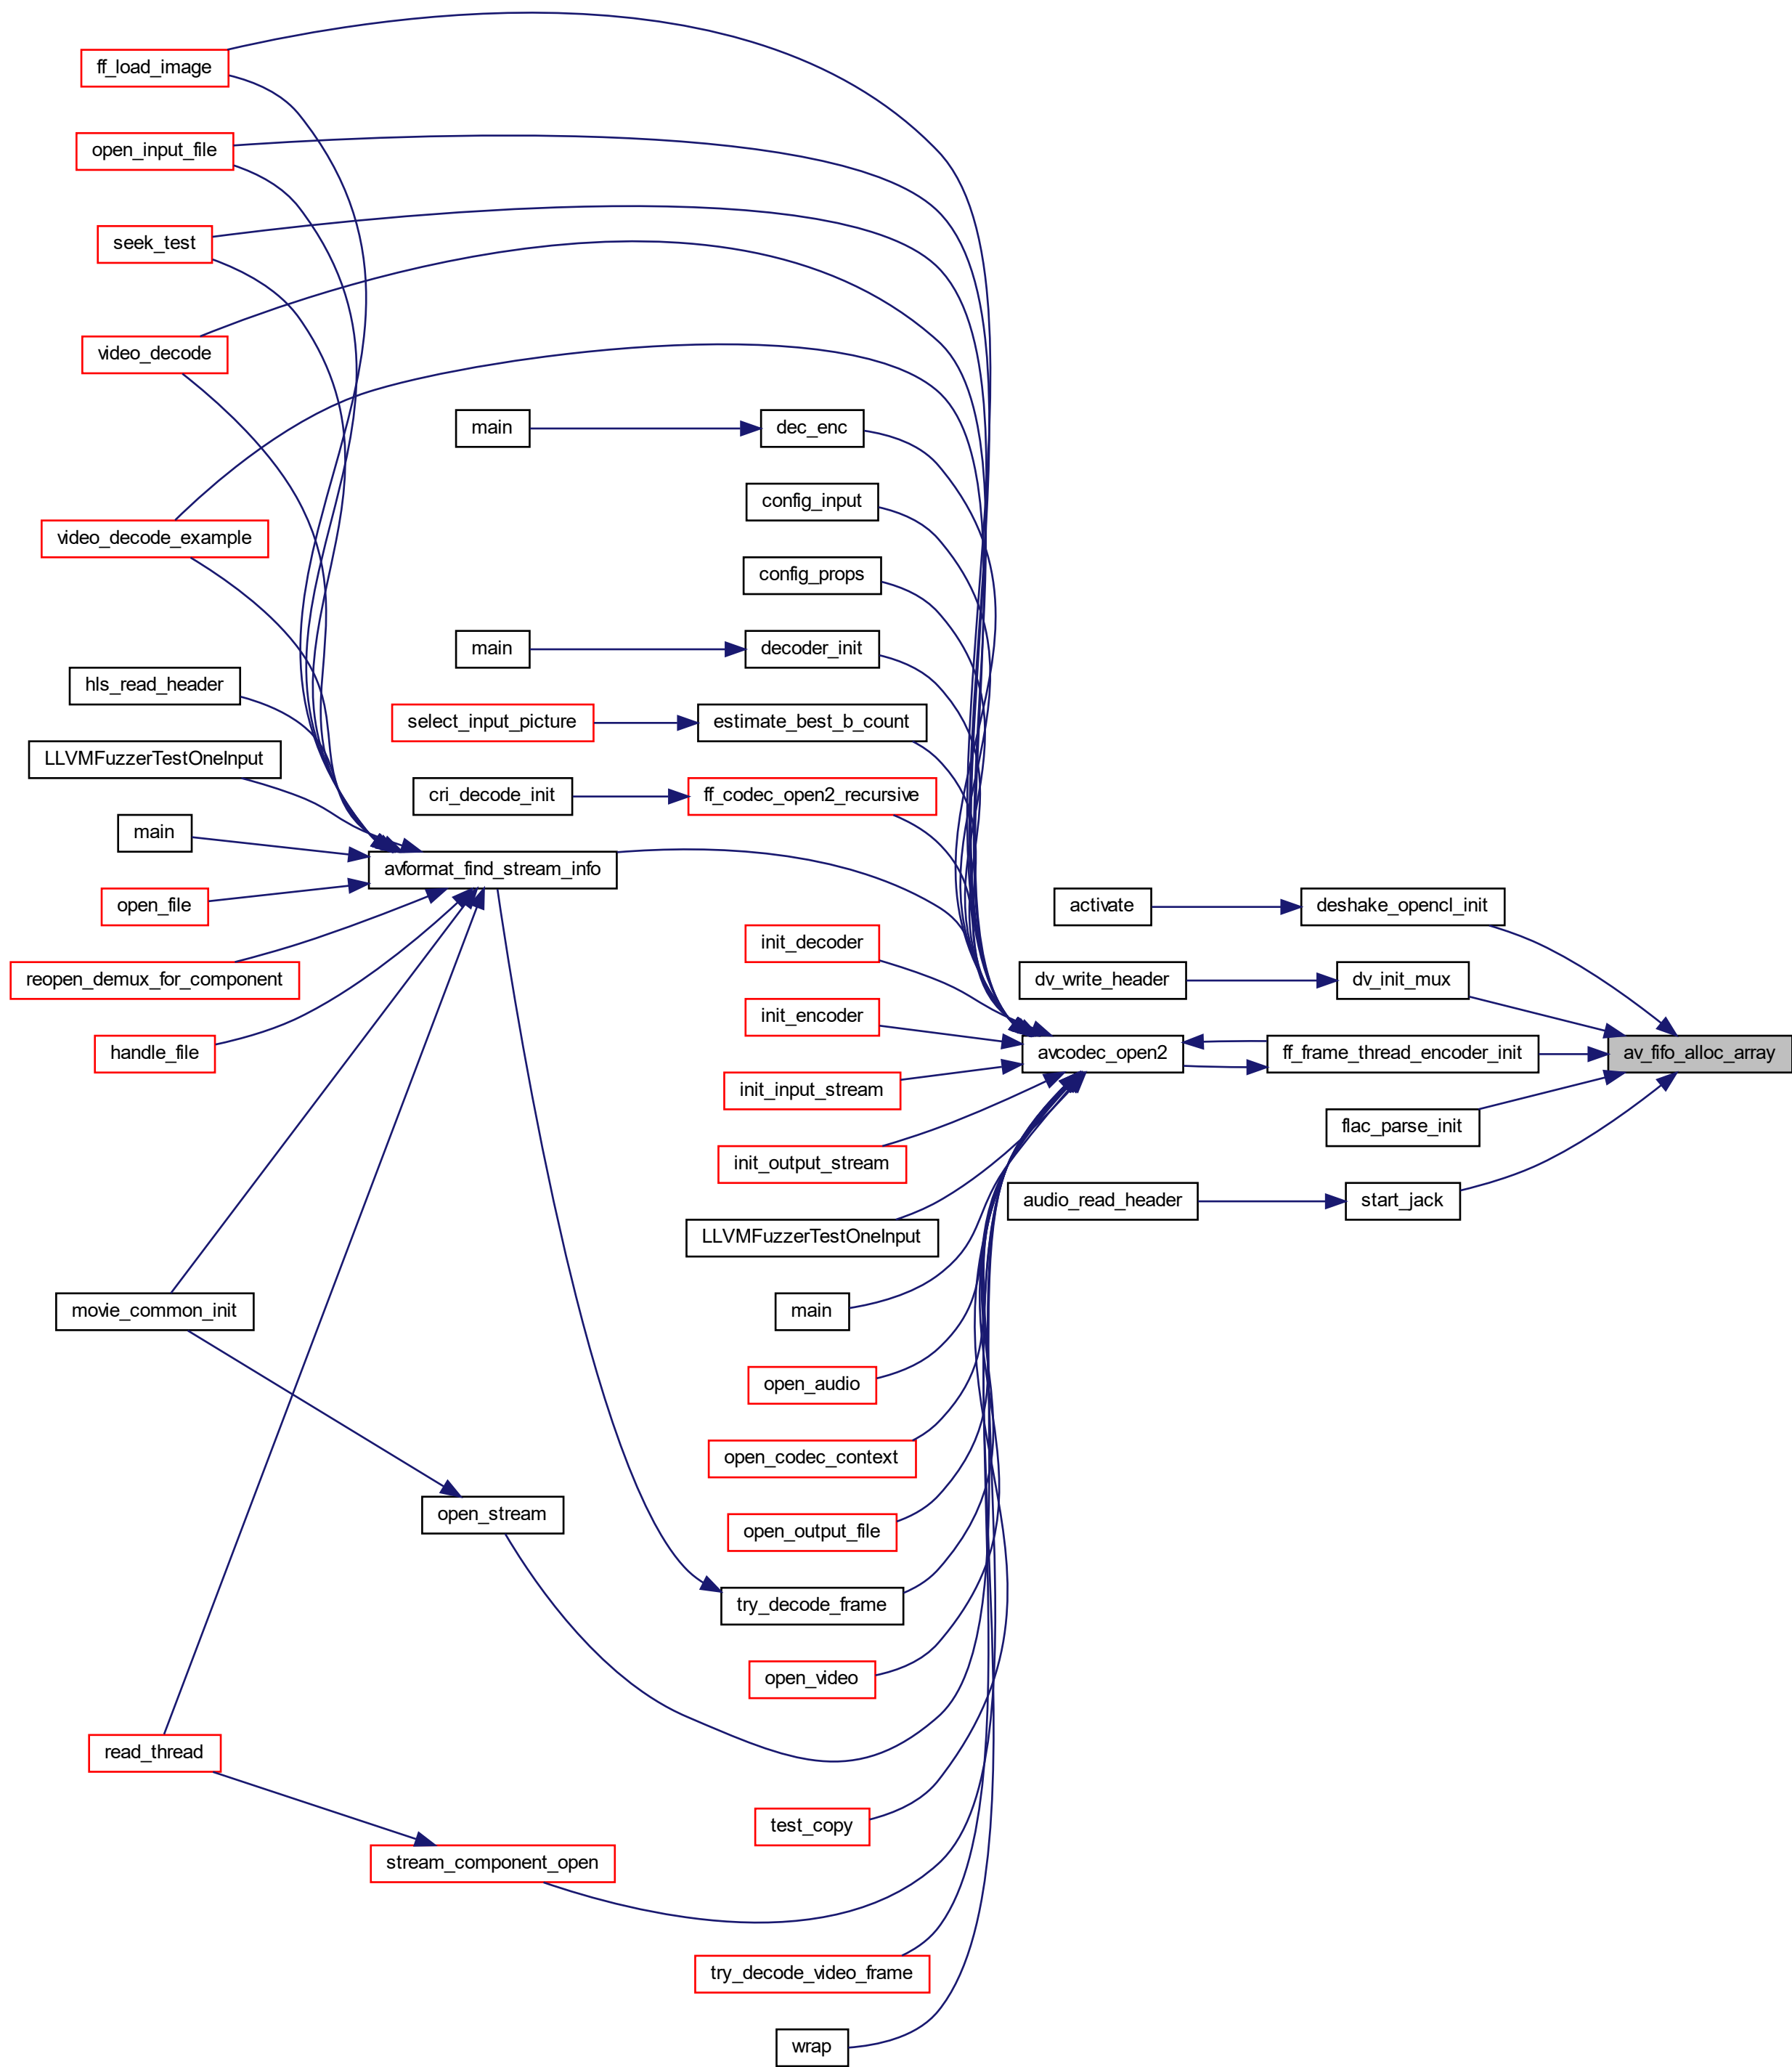 ff_load_image
open_input_file
seek_test
video_decode
video_decode_example
hls_read_header
LLVMFuzzerTestOneInput
main
open_file
reopen_demux_for_component
handle_file
movie_common_init
read_thread
main
main
select_input_picture
cri_decode_init
avformat_find_stream_info
open_stream
stream_component_open
dec_enc
config_input
config_props
decoder_init
estimate_best_b_count
ff_codec_open2_recursive
init_decoder
init_encoder
init_input_stream
init_output_stream
LLVMFuzzerTestOneInput
main
open_audio
open_codec_context
open_output_file
try_decode_frame
open_video
test_copy
try_decode_video_frame
wrap
activate
dv_write_header
avcodec_open2
audio_read_header
deshake_opencl_init
dv_init_mux
ff_frame_thread_encoder_init
flac_parse_init
start_jack
av_fifo_alloc_array